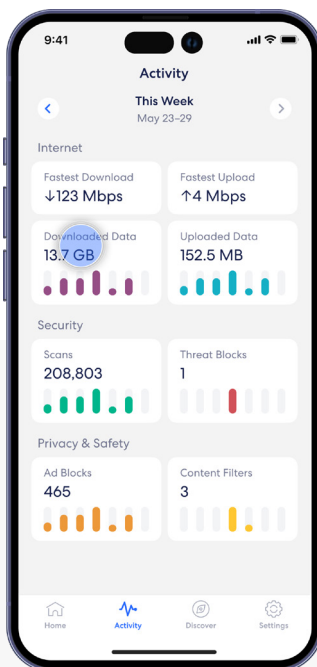 9:41
Activity
This Week
May 23–29
Internet
Fastest Download
↓123 Mbps
Fastest Upload
↑4 Mbps
Downloaded Data
13.7 GB
Uploaded Data
152.5 MB
Security
Scans
208,803
Threat Blocks
1
Privacy & Safety
Ad Blocks
465
Content Filters
3
Home
Activity
Discover
Settings